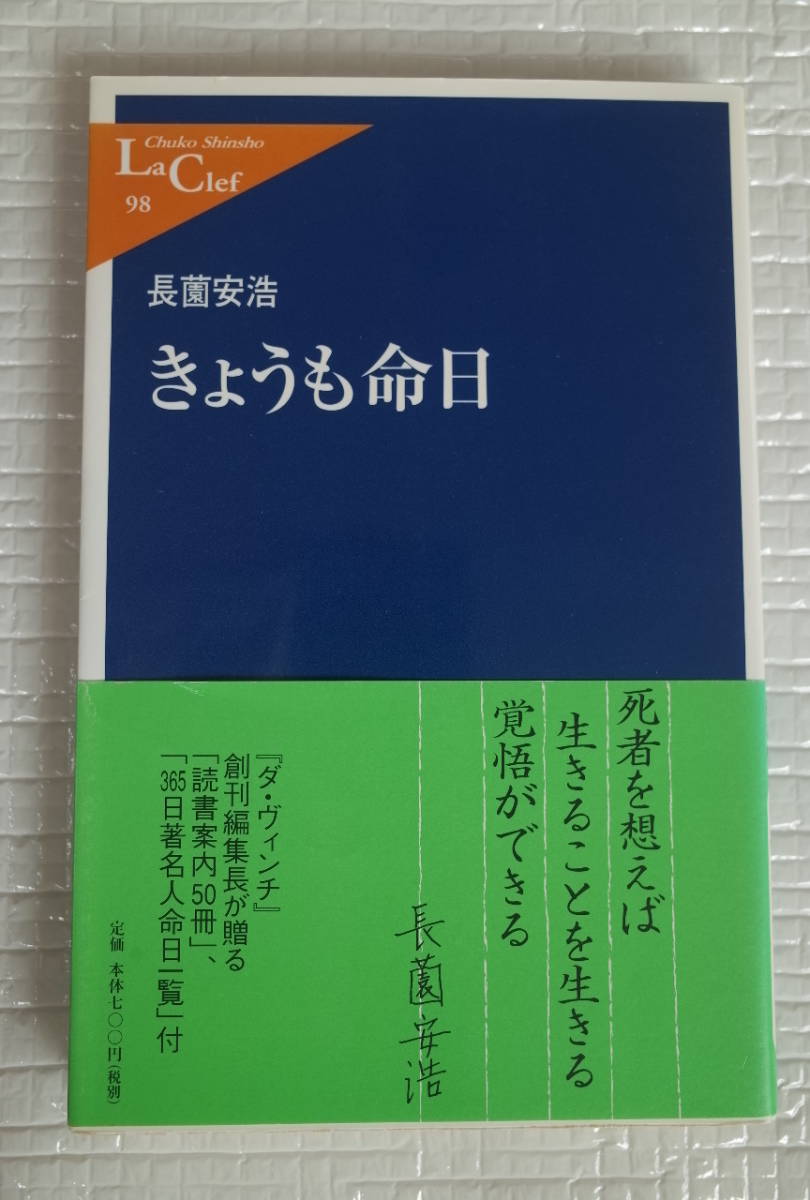 Chuko Shinsho
La Clef
98
長薗安浩
きょうも命日
死者を想えば
生きることを生きる
覚悟ができる
長薗安浩
『ダ・ヴィンチ』
創刊編集長が贈る
「読書案内50冊」、
「365日著名人命日一覧」付
定価 本体七〇〇円(税別)